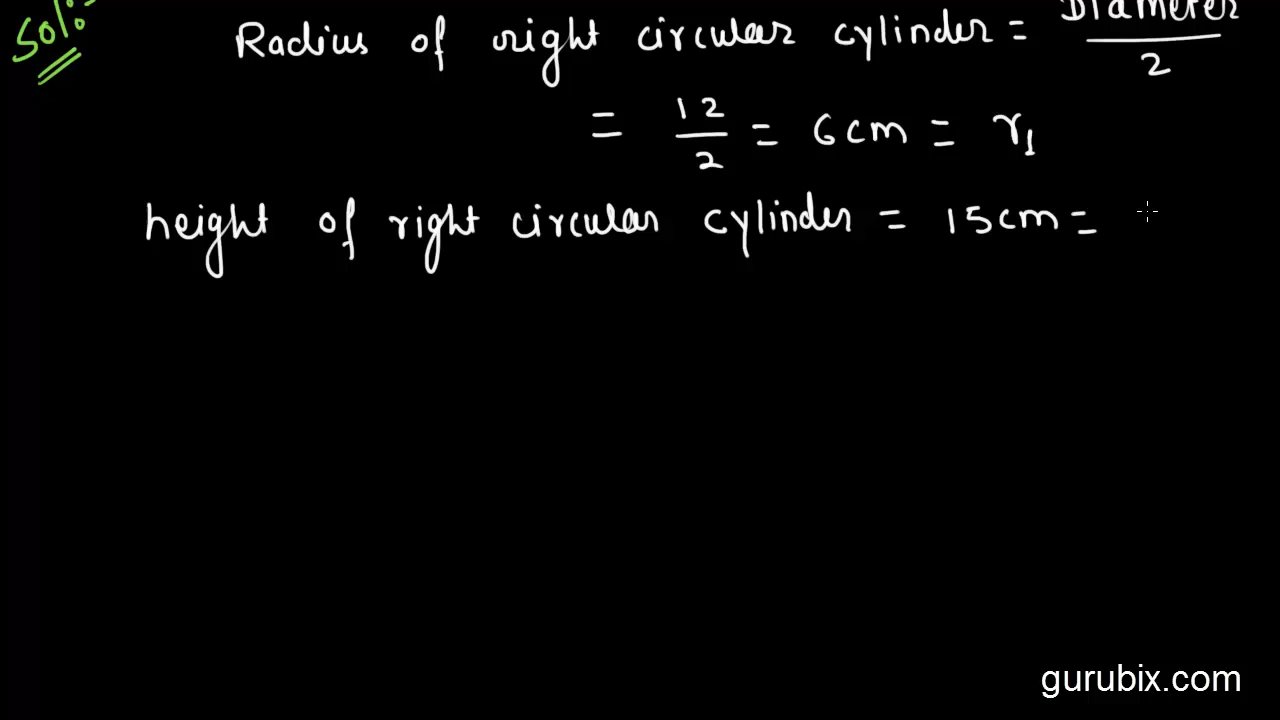 Sol:
Radius of right circular cylinder = Diameter / 2
= 12 / 2 = 6cm = r₁
height of right circular cylinder = 15cm =
gurubix.com